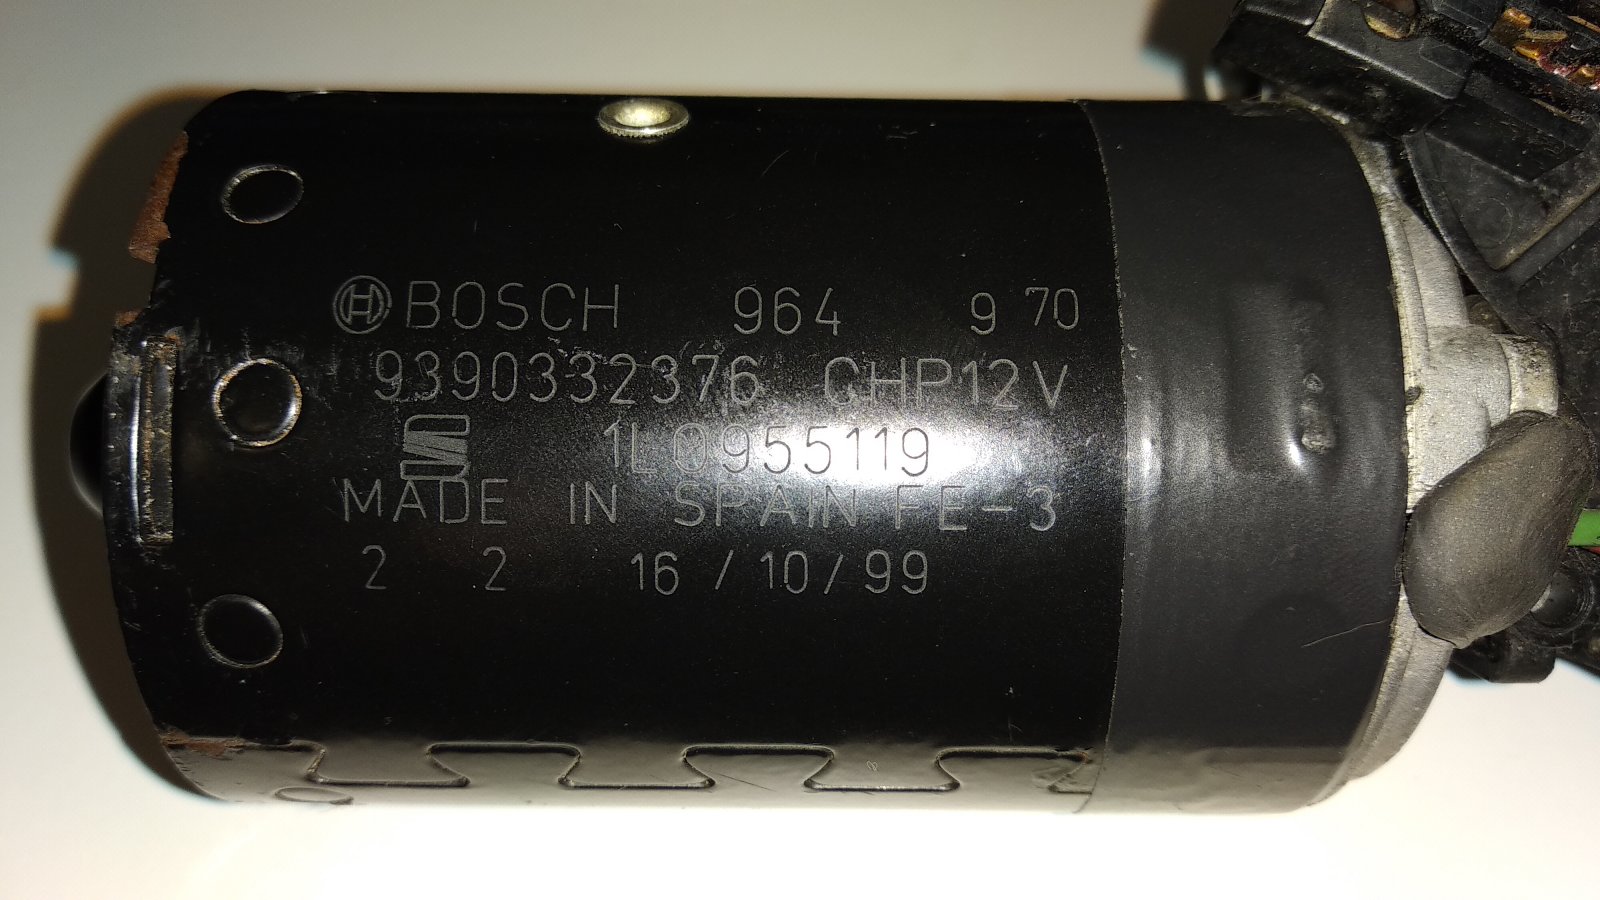 BOSCH 964 9 70
9390332376 CHP12V
1L0955119
MADE IN SPAIN FE-3
2 2 16/10/99